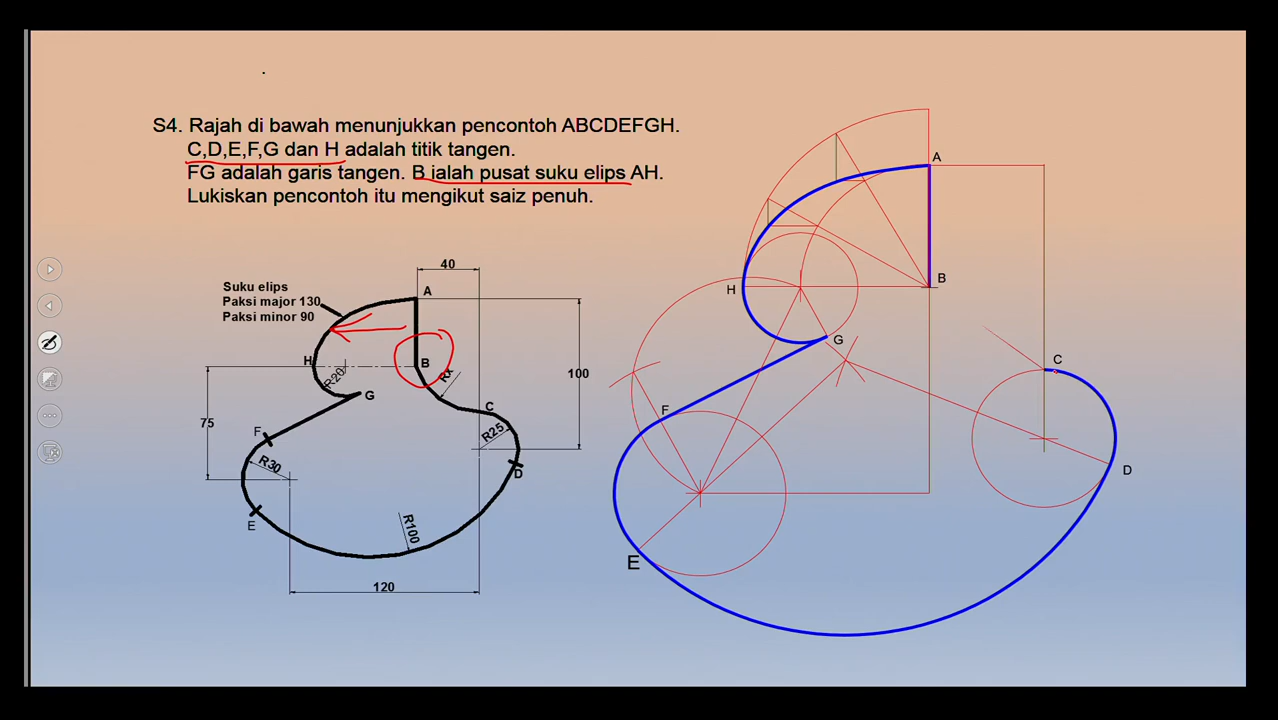 S4. Rajah di bawah menunjukkan pencontoh ABCDEFGH.
C,D,E,F,G dan H adalah titik tangen.
FG adalah garis tangen. B ialah pusat suku elips AH.
Lukiskan pencontoh itu mengikut saiz penuh.
40
Suku elips
Paksi major 130
Paksi minor 90
A
H
B
R20
Rx
100
G
C
75
F
R25
R30
D
E
R100
120
A
B
H
G
C
F
D
E